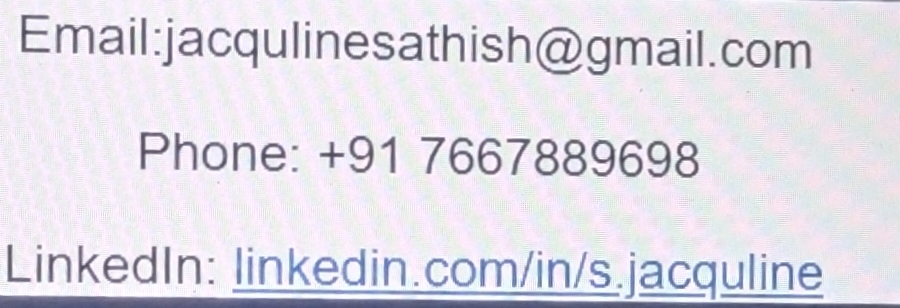 Email:jacqulinesathish@gmail.com
Phone: +91 7667889698
LinkedIn: linkedin.com/in/s.jacquline